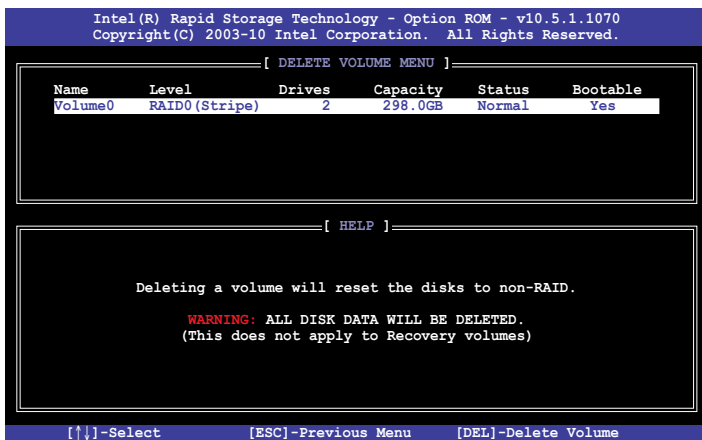 Intel(R) Rapid Storage Technology - Option ROM - v10.5.1.1070
Copyright(C) 2003-10 Intel Corporation. All Rights Reserved.
[ DELETE VOLUME MENU ]
Name Level Drives Capacity Status Bootable
Volume0 RAID0(Stripe) 2 298.0GB Normal Yes
[ HELP ]
Deleting a volume will reset the disks to non-RAID.
WARNING: ALL DISK DATA WILL BE DELETED.
(This does not apply to Recovery volumes)
[↑↓]-Select [ESC]-Previous Menu [DEL]-Delete Volume